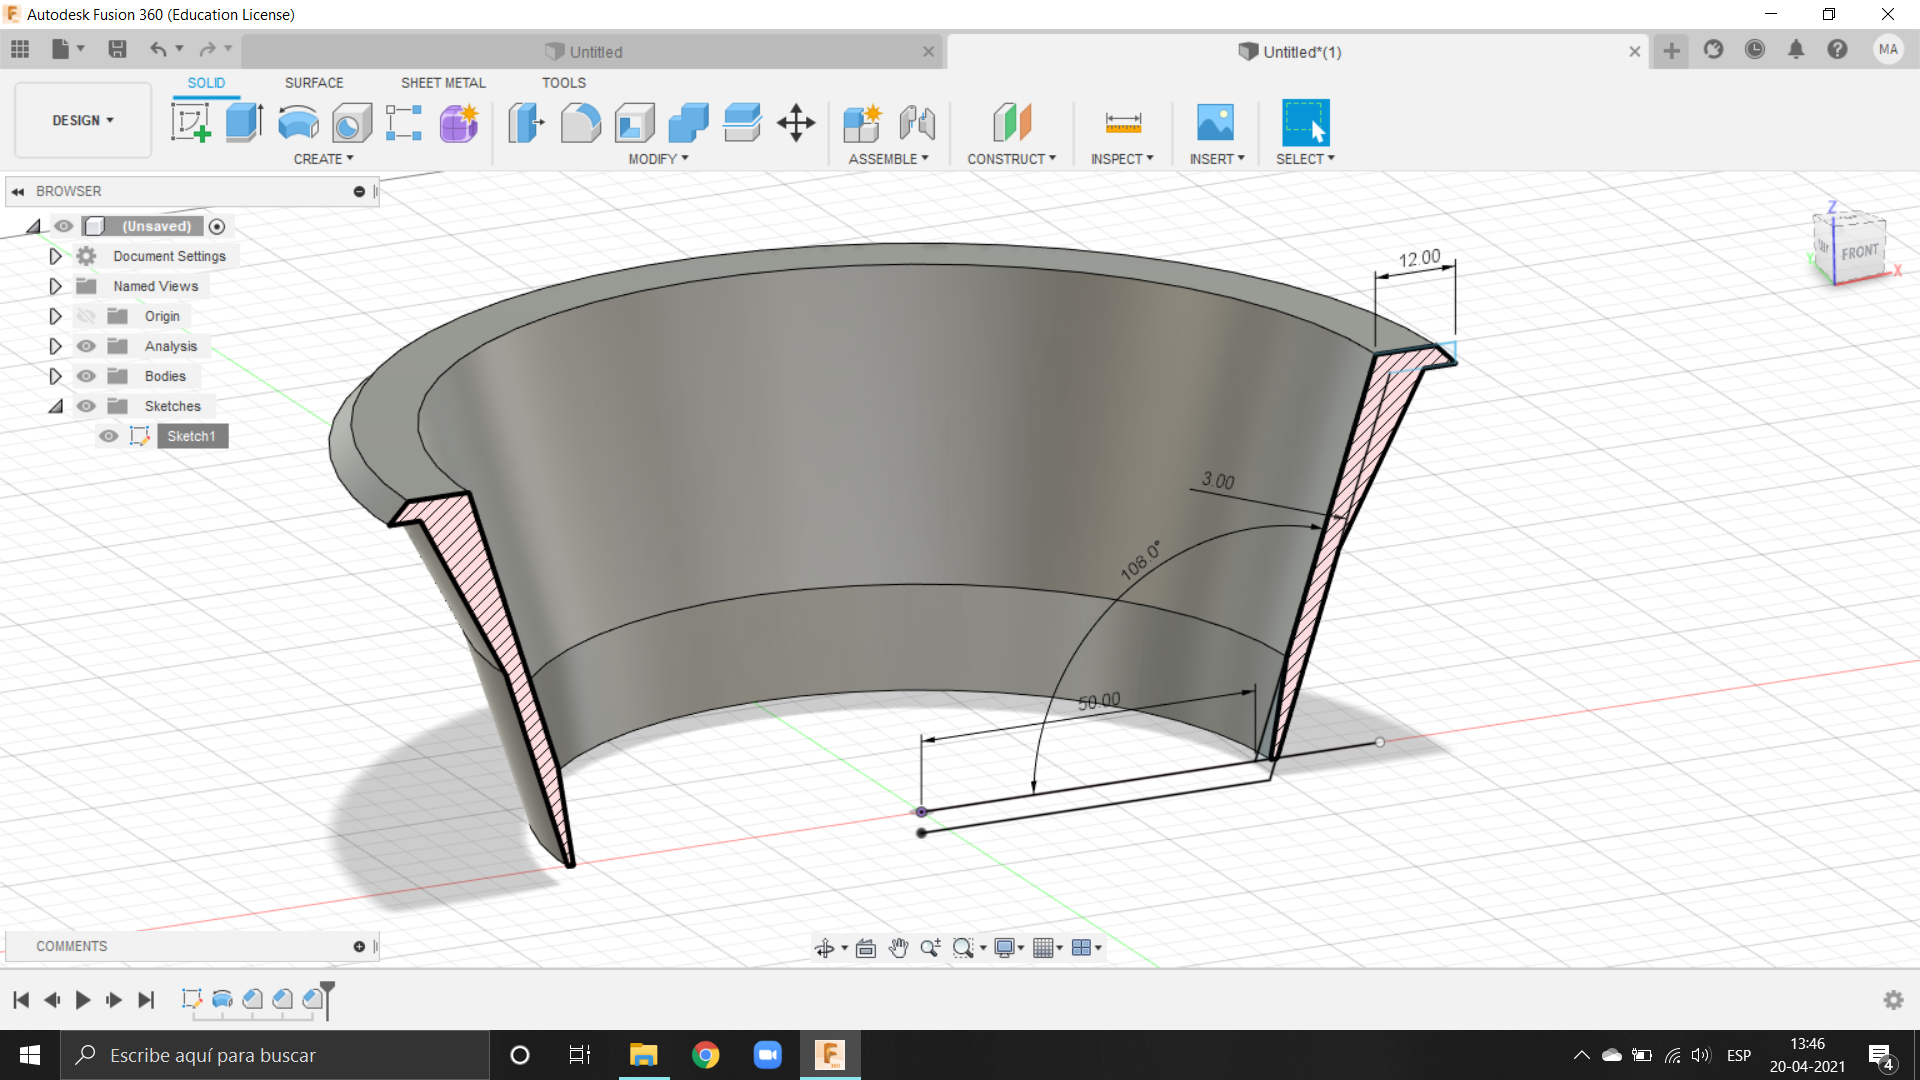 Autodesk Fusion 360 (Education License)
Untitled
Untitled*(1)
MA
SOLID
SURFACE
SHEET METAL
TOOLS
DESIGN
CREATE
MODIFY
ASSEMBLE
CONSTRUCT
INSPECT
INSERT
SELECT
BROWSER
(Unsaved)
Document Settings
Named Views
Origin
Analysis
Bodies
Sketches
Sketch1
Z
FRONT
Y
X
12.00
3.00
108.0°
50.00
COMMENTS
Escribe aquí para buscar
ESP
13:46
20-04-2021
4